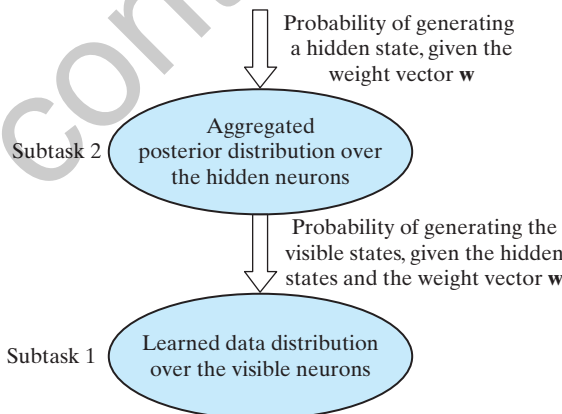 Probability of generating
a hidden state, given the
weight vector w
Subtask 2
Aggregated
posterior distribution over
the hidden neurons
Probability of generating the
visible states, given the hidden
states and the weight vector w
Subtask 1
Learned data distribution
over the visible neurons